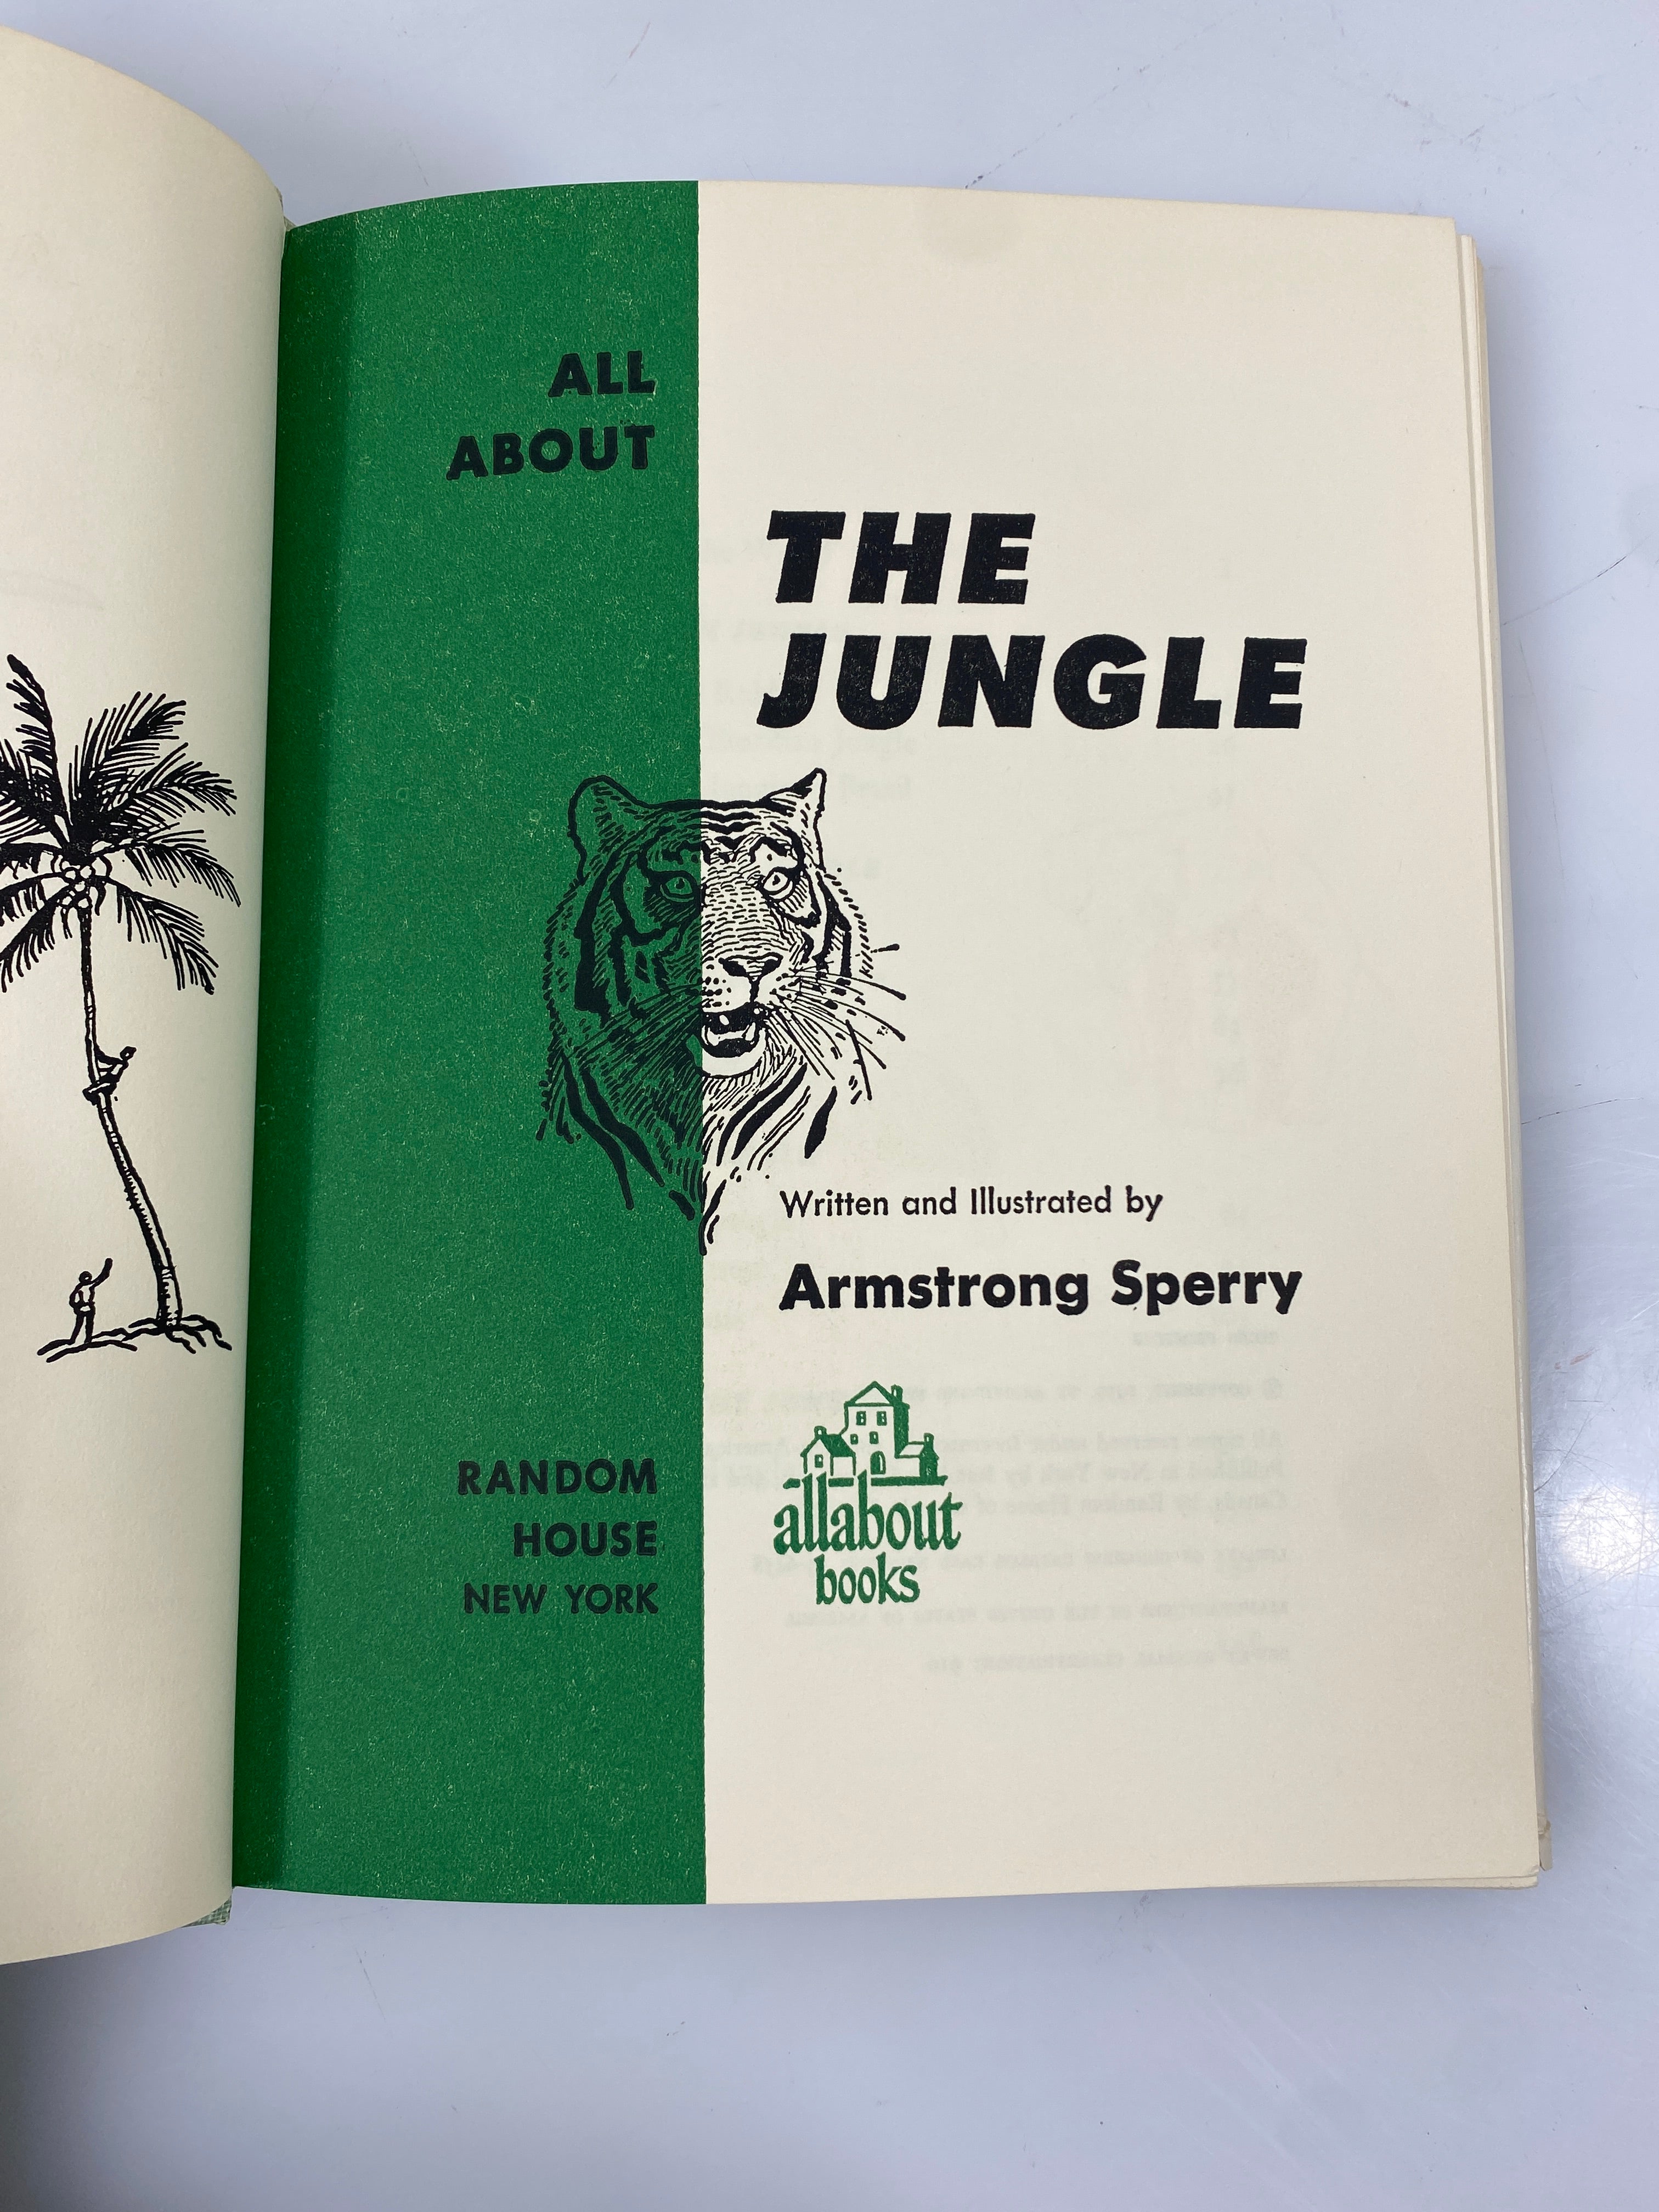 ALL
ABOUT
THE
JUNGLE
Written and Illustrated by
Armstrong Sperry
RANDOM
HOUSE
NEW YORK
allabout
books